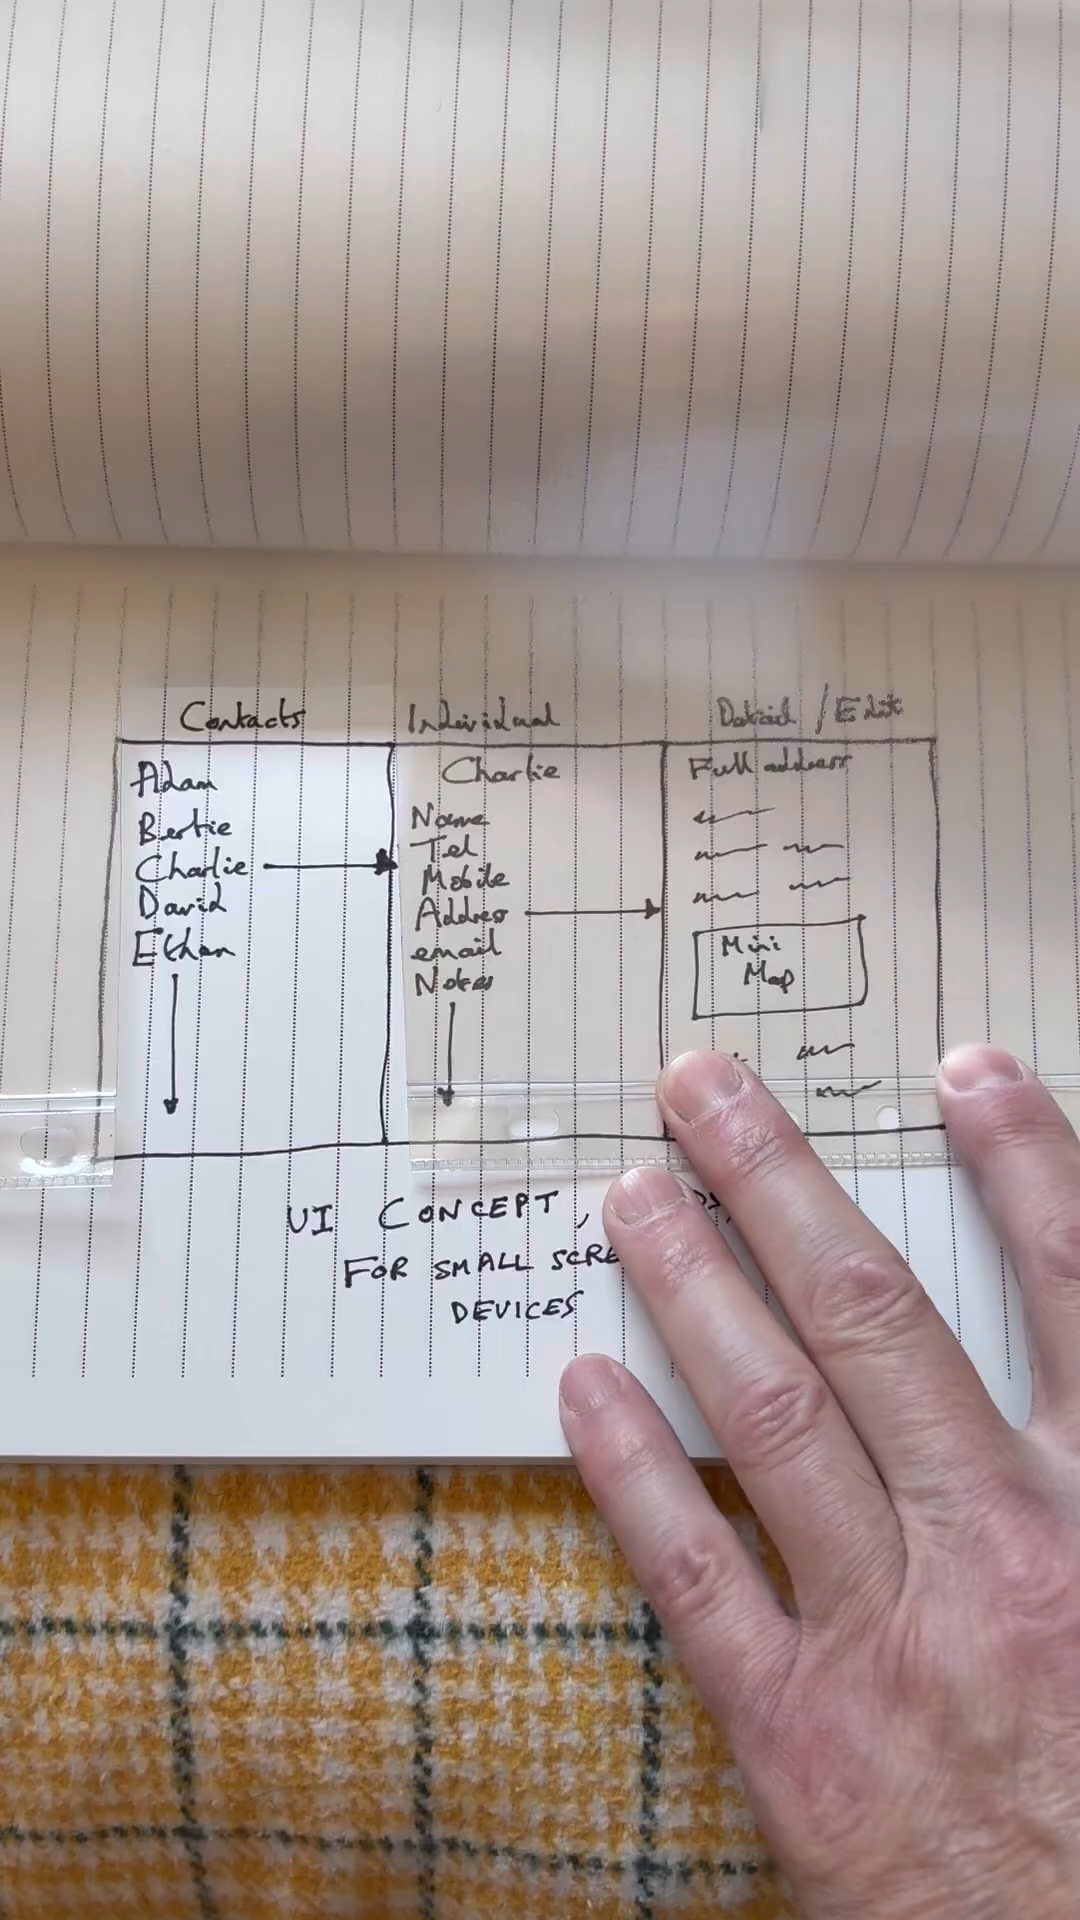 Contacts
Individual
Detail / Edit
Adam
Bertie
Charlie
David
Ethan
Charlie
Name
Tel
Mobile
Address
email
Notes
Full address
Mini
Map
UI CONCEPT,
FOR SMALL SCRE
DEVICES